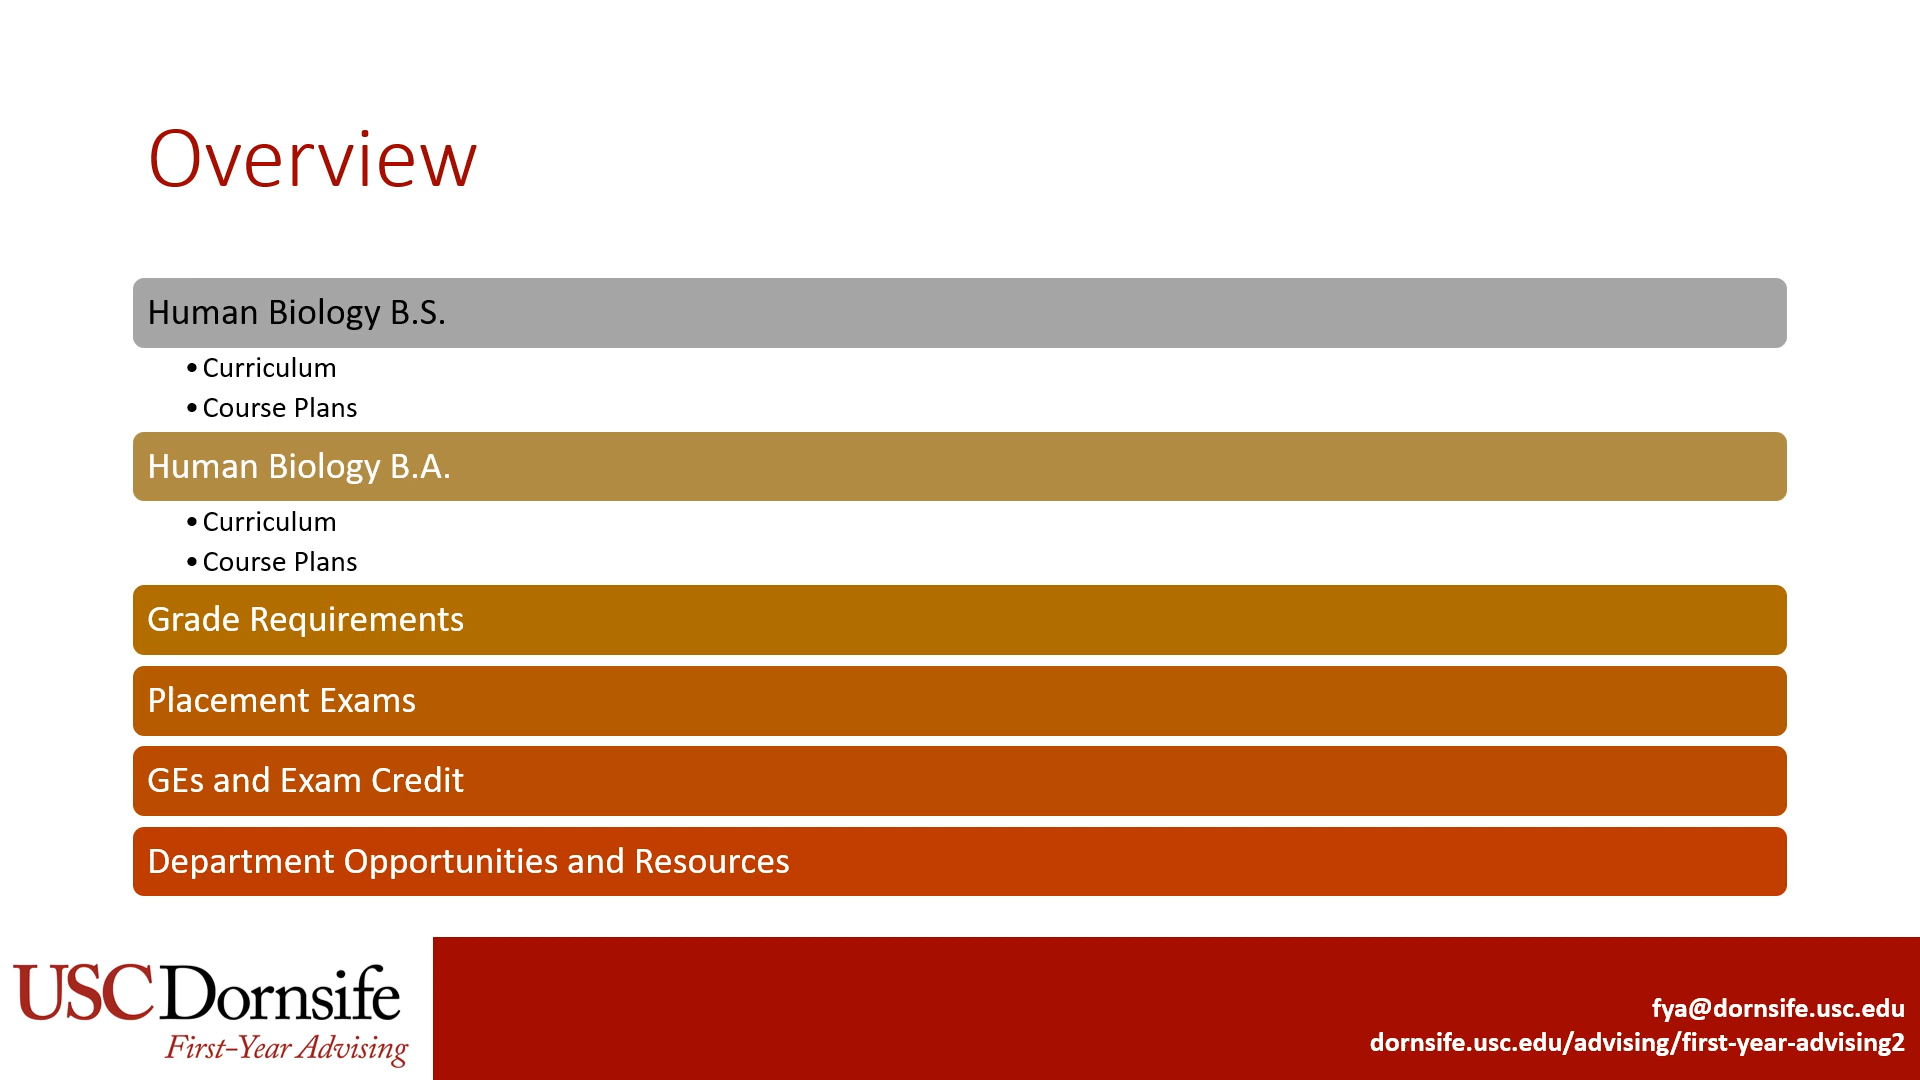 Overview
Human Biology B.S.
• Curriculum
• Course Plans
Human Biology B.A.
• Curriculum
• Course Plans
Grade Requirements
Placement Exams
GEs and Exam Credit
Department Opportunities and Resources
USC Dornsife
First-Year Advising
fya@dornsife.usc.edu
dornsife.usc.edu/advising/first-year-advising2